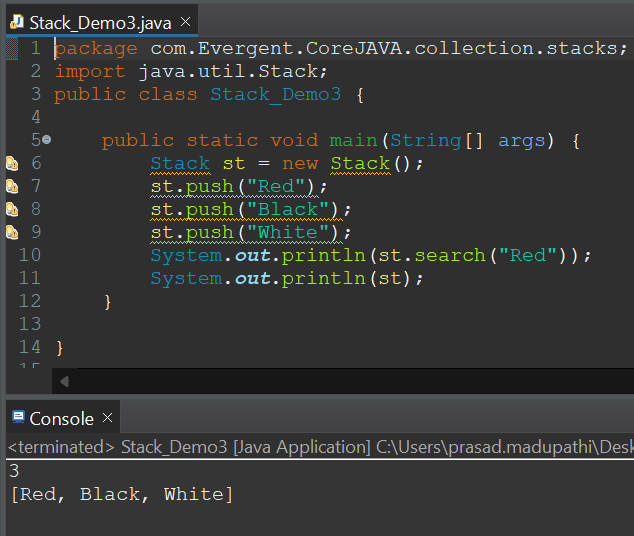 Stack_Demo3.java
1 package com.Evergent.CoreJAVA.collection.stacks;
2 import java.util.Stack;
3 public class Stack_Demo3 {
4
5     public static void main(String[] args) {
6         Stack st = new Stack();
7         st.push("Red");
8         st.push("Black");
9         st.push("White");
10         System.out.println(st.search("Red"));
11         System.out.println(st);
12     }
13
14 }
15
Console
<terminated> Stack_Demo3 [Java Application] C:\Users\prasad.madupathi\Desk
3
[Red, Black, White]